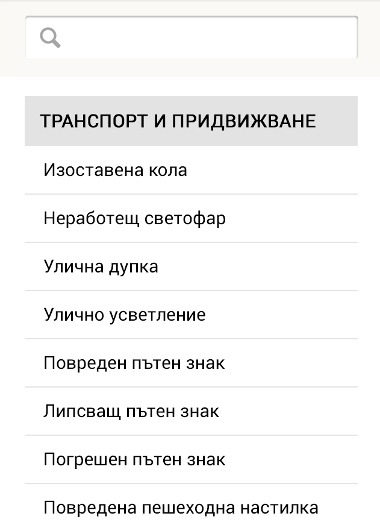 ТРАНСПОРТ И ПРИДВИЖВАНЕ
Изоставена кола
Неработещ светофар
Улична дупка
Улично усветление
Повреден пътен знак
Липсващ пътен знак
Погрешен пътен знак
Повредена пешеходна настилка